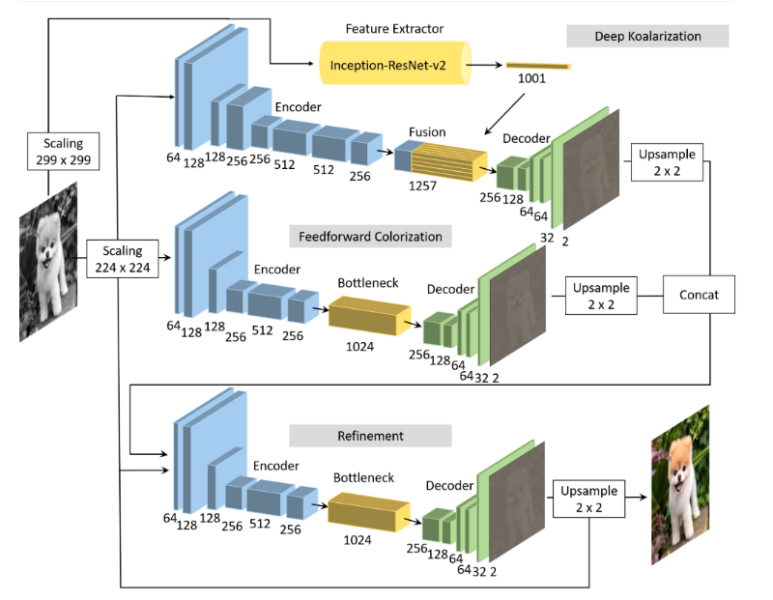 Feature Extractor
Deep Koalarization
Inception-ResNet-v2
1001
Encoder
Fusion
Decoder
Scaling
299 x 299
Upsample
2 x 2
64 128 128 256 256 512 512 256
1257
256 128 64 64 32 2
Scaling
224 x 224
Feedforward Colorization
Encoder
Bottleneck
Decoder
Upsample
2 x 2
Concat
64 128 128 256 512 256
1024
256 128 64 64 32 2
Refinement
Encoder
Bottleneck
Decoder
Upsample
2 x 2
64 128 128 256 512 256
1024
256 128 64 64 32 2